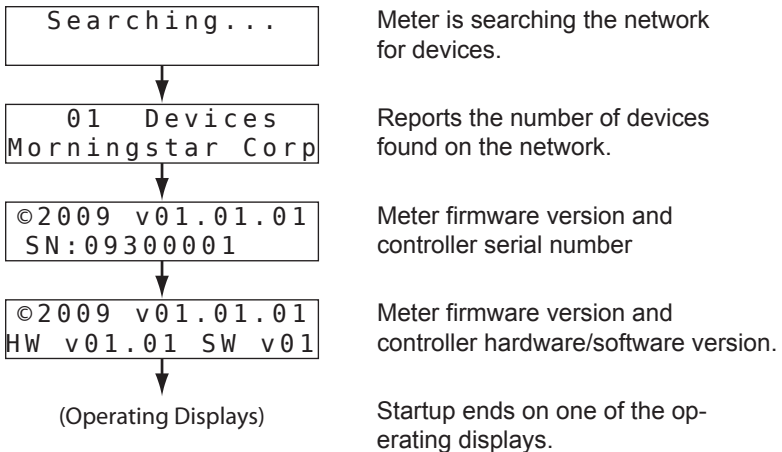 Searching...
Meter is searching the network
for devices.
01 Devices
Morningstar Corp
Reports the number of devices
found on the network.
©2009 v01.01.01
SN:09300001
Meter firmware version and
controller serial number
©2009 v01.01.01
HW v01.01 SW v01
Meter firmware version and
controller hardware/software version.
(Operating Displays)
Startup ends on one of the op-
erating displays.